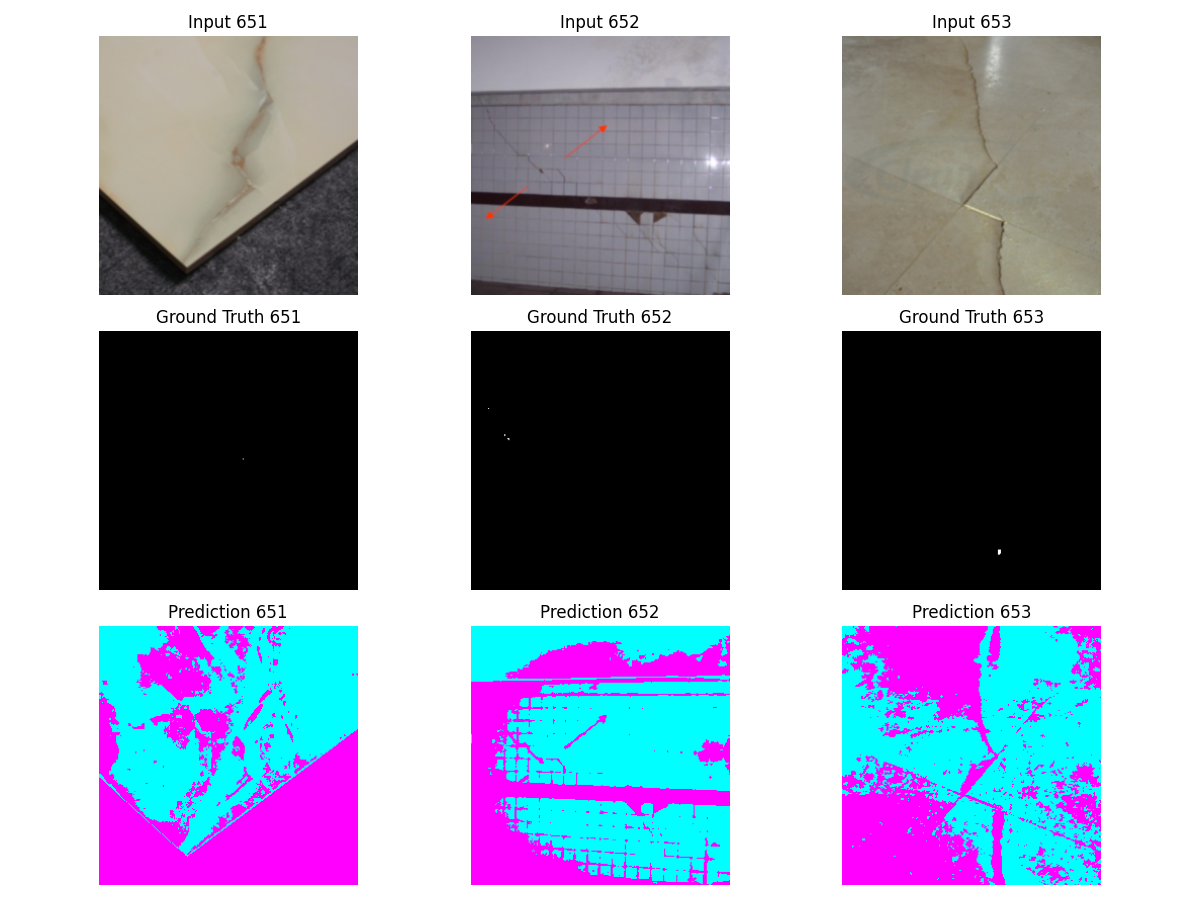 Input 651
Input 652
Input 653
Ground Truth 651
Ground Truth 652
Ground Truth 653
Prediction 651
Prediction 652
Prediction 653